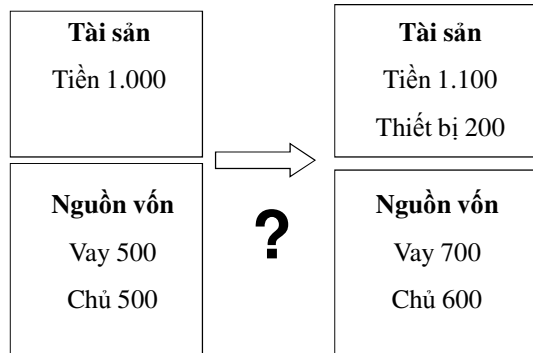 Tài sản
Tiền 1.000
Nguồn vốn
Vay 500
Chủ 500
?
Tài sản
Tiền 1.100
Thiết bị 200
Nguồn vốn
Vay 700
Chủ 600